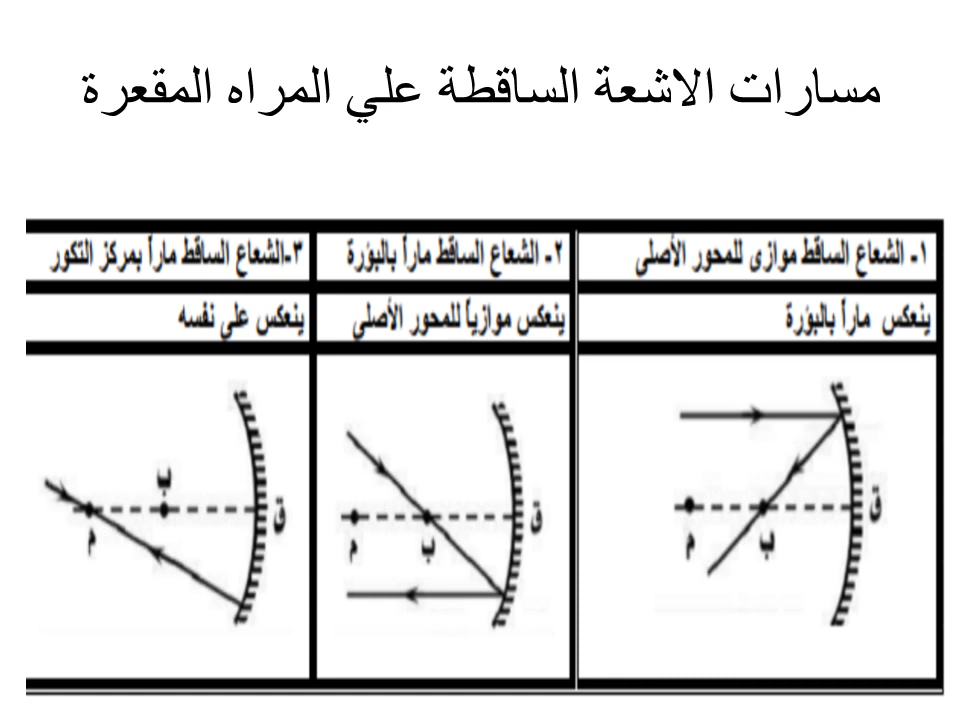 مسارات الاشعة الساقطة علي المراه المقعرة
١- الشعاع الساقط موازى للمحور الأصلى
٢- الشعاع الساقط ماراً بالبؤرة
٣-الشعاع الساقط ماراً بمركز التكور
ينعكس ماراً بالبؤرة
ينعكس موازياً للمحور الأصلي
ينعكس على نفسه
ق
ب
م
ق
ب
م
ب
ق
م